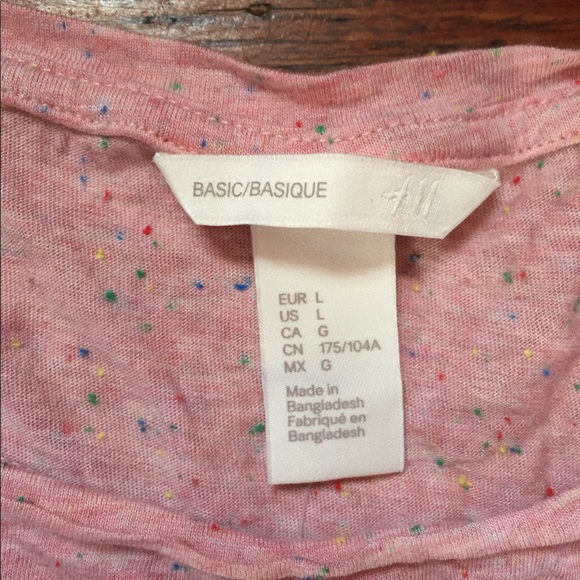 BASIC/BASIQUE H&M
EUR L
US L
CA G
CN 175/104A
MX G
Made in
Bangladesh
Fabriqué en
Bangladesh